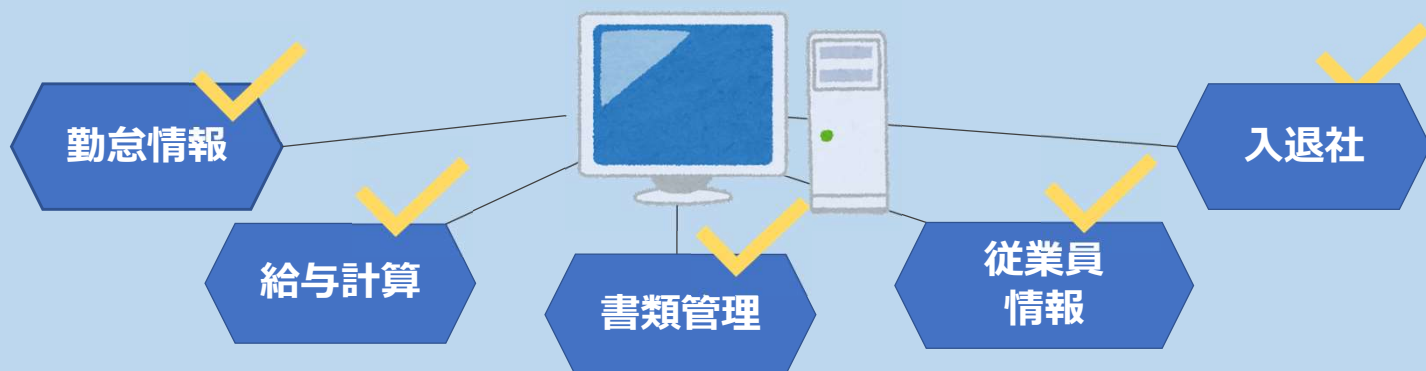 勤怠情報
給与計算
書類管理
従業員
情報
入退社